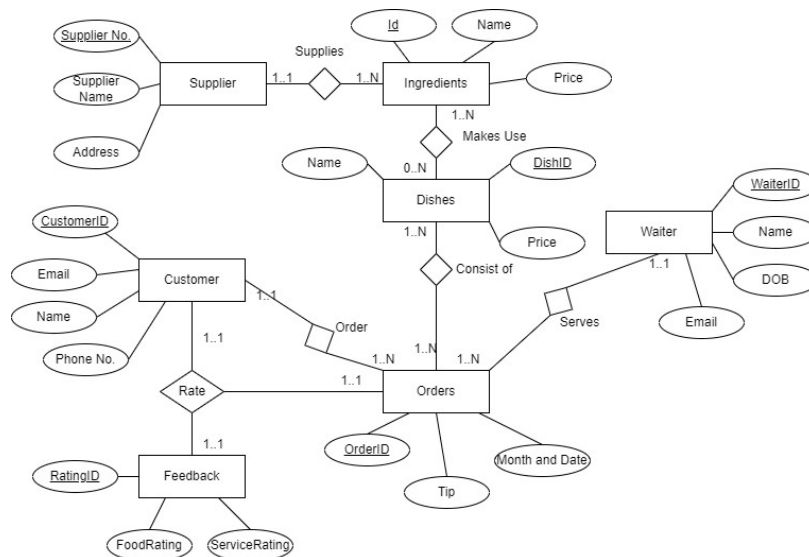 Id
Name
Supplier No.
Supplies
Supplier
Name
1..1
1..N
Supplier
Ingredients
Price
Address
1..N
Makes Use
Name
0..N
DishID
Dishes
WaiterID
CustomerID
1..N
Price
Waiter
Name
Email
Customer
Consist of
1..1
DOB
Name
1..1
Order
Serves
Email
Phone No.
1..1
1..N
1..N
1..N
Rate
1..1
Orders
1..1
OrderID
Month and Date
RatingID
Feedback
Tip
FoodRating
ServiceRating